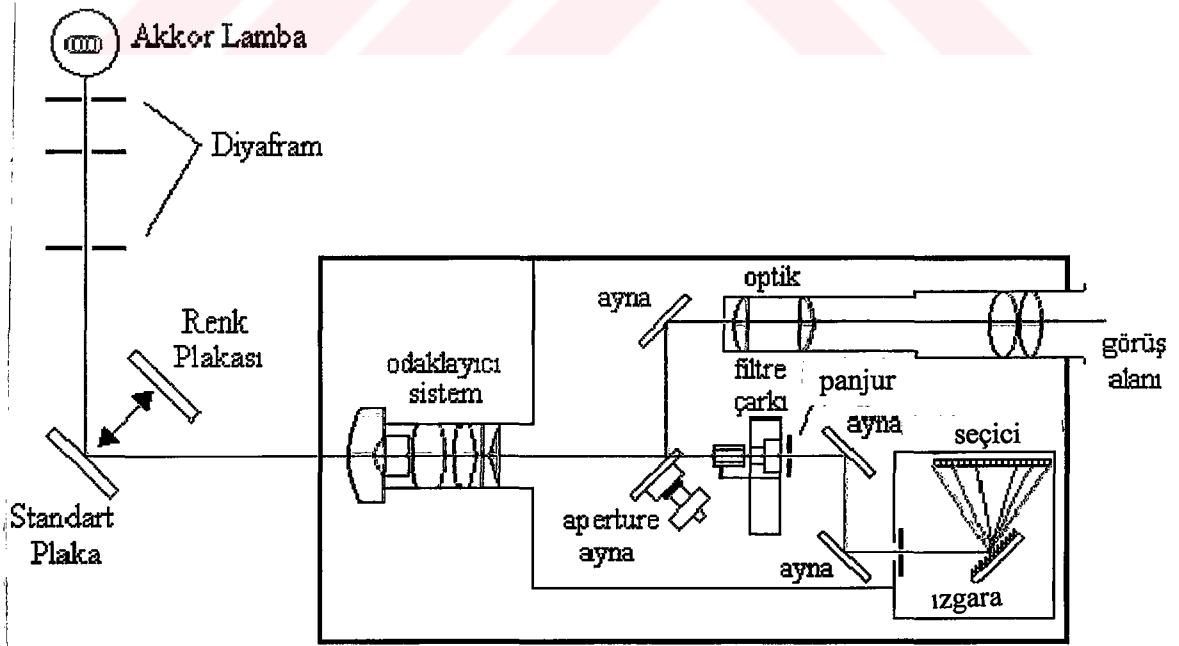 Akkor Lamba
Diyafram
Renk
Plakası
Standart
Plaka
odaklayıcı
sistem
ayna
optik
görüş
alanı
filtre
çarkı
panjur
ayna
aperture
ayna
ayna
seçici
ızgara